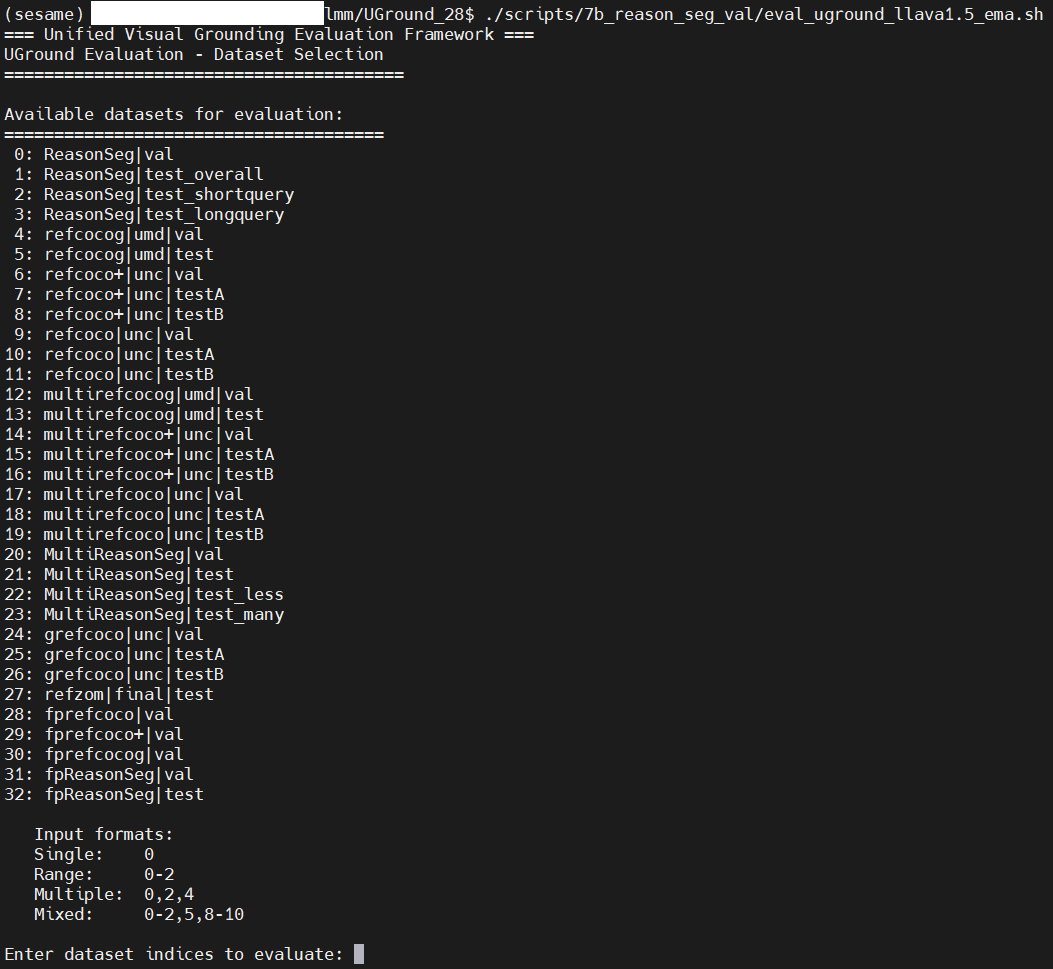 (sesame) lmm/UGround_28$ ./scripts/7b_reason_seg_val/eval_uground_llava1.5_ema.sh
=== Unified Visual Grounding Evaluation Framework ===
UGround Evaluation - Dataset Selection
========================================
Available datasets for evaluation:
======================================
0: ReasonSeg|val
1: ReasonSeg|test_overall
2: ReasonSeg|test_shortquery
3: ReasonSeg|test_longquery
4: refcocog|umd|val
5: refcocog|umd|test
6: refcoco+|unc|val
7: refcoco+|unc|testA
8: refcoco+|unc|testB
9: refcoco|unc|val
10: refcoco|unc|testA
11: refcoco|unc|testB
12: multirefcocog|umd|val
13: multirefcocog|umd|test
14: multirefcoco+|unc|val
15: multirefcoco+|unc|testA
16: multirefcoco+|unc|testB
17: multirefcoco|unc|val
18: multirefcoco|unc|testA
19: multirefcoco|unc|testB
20: MultiReasonSeg|val
21: MultiReasonSeg|test
22: MultiReasonSeg|test_less
23: MultiReasonSeg|test_many
24: grefcoco|unc|val
25: grefcoco|unc|testA
26: grefcoco|unc|testB
27: refzom|final|test
28: fprefcoco|val
29: fprefcoco+|val
30: fprefcocog|val
31: fpReasonSeg|val
32: fpReasonSeg|test
Input formats:
Single: 0
Range: 0-2
Multiple: 0,2,4
Mixed: 0-2,5,8-10
Enter dataset indices to evaluate: